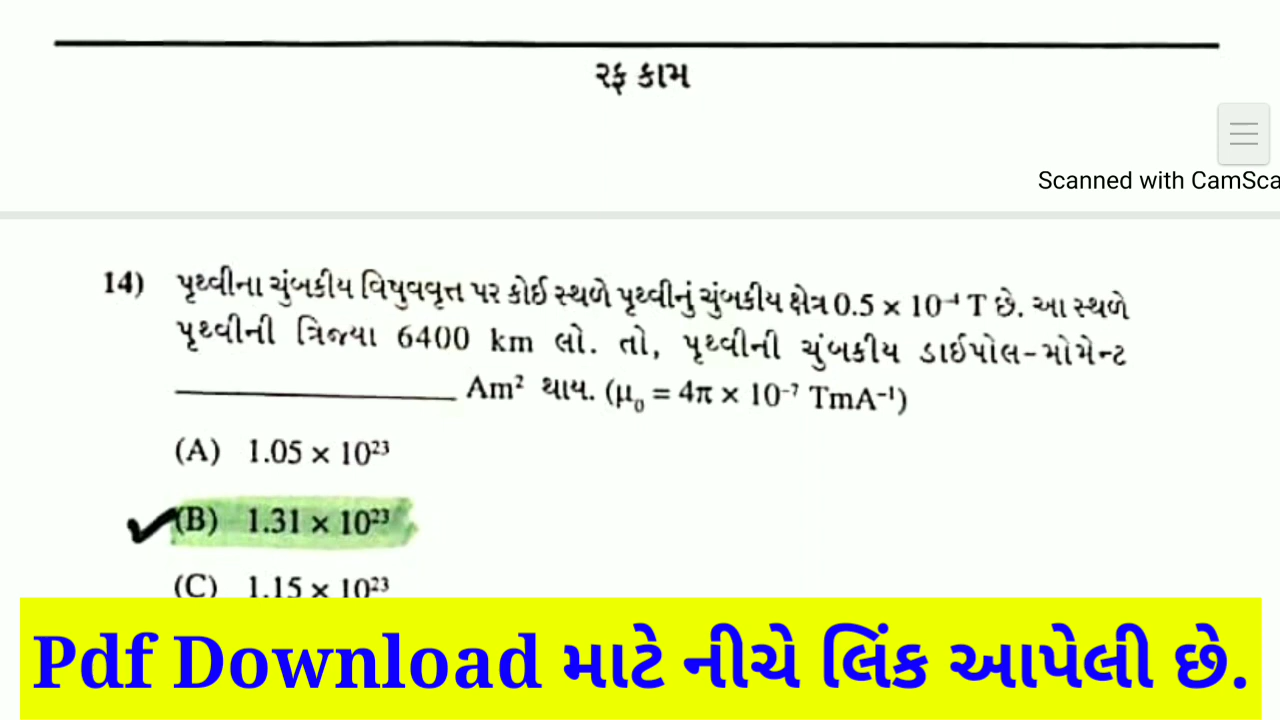 રફ કામ
Scanned with CamSca
14) પૃથ્વીના ચુંબકીય વિષુવવૃત્ત પર કોઈ સ્થળે પૃથ્વીનું ચુંબકીય ક્ષેત્ર 0.5 × 10⁻⁴ T છે. આ સ્થળે
પૃથ્વીની ત્રિજ્યા 6400 km લો. તો, પૃથ્વીની ચુંબકીય ડાઈપોલ-મોમેન્ટ
____________ Am² થાય. (μ₀ = 4π × 10⁻⁷ TmA⁻¹)
(A) 1.05 × 10²³
(B) 1.31 × 10²³
(C) 1.15 × 10²³
Pdf Download માટે નીચે લિંક આપેલી છે.